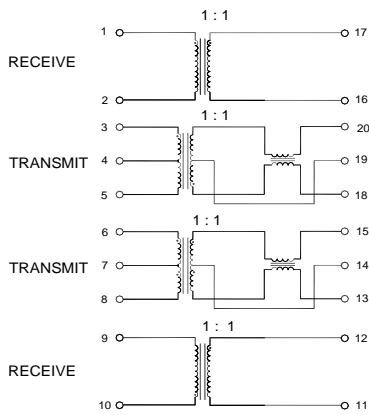 1 : 1
1 17
RECEIVE
2 16
1 : 1
3 20
TRANSMIT 4 19
5 18
1 : 1
6 15
TRANSMIT 7 14
8 13
1 : 1
9 12
RECEIVE
10 11